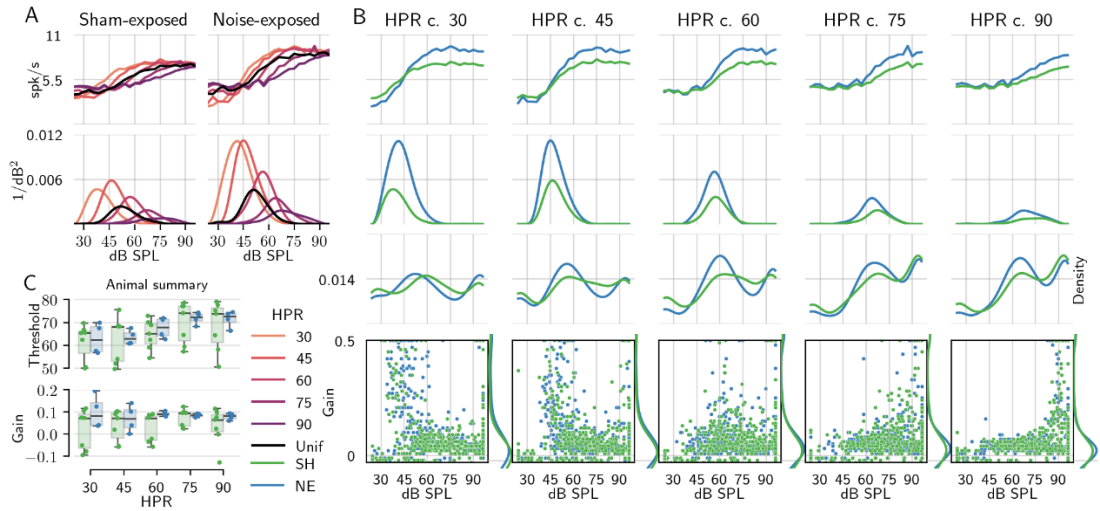 A
Sham-exposed
Noise-exposed
11
5.5
spk/s
0.012
0.006
1/dB²
30 45 60 75 90
30 45 60 75 90
dB SPL
dB SPL
B
HPR c. 30
HPR c. 45
HPR c. 60
HPR c. 75
HPR c. 90
0.014
Density
0.5
Gain
0
30 45 60 75 90
30 45 60 75 90
30 45 60 75 90
30 45 60 75 90
30 45 60 75 90
dB SPL
dB SPL
dB SPL
dB SPL
dB SPL
C
Animal summary
80
70
60
50
Threshold
0.2
0.1
0.0
−0.1
Gain
30 45 60 75 90
HPR
HPR
30
45
60
75
90
Unif
SH
NE